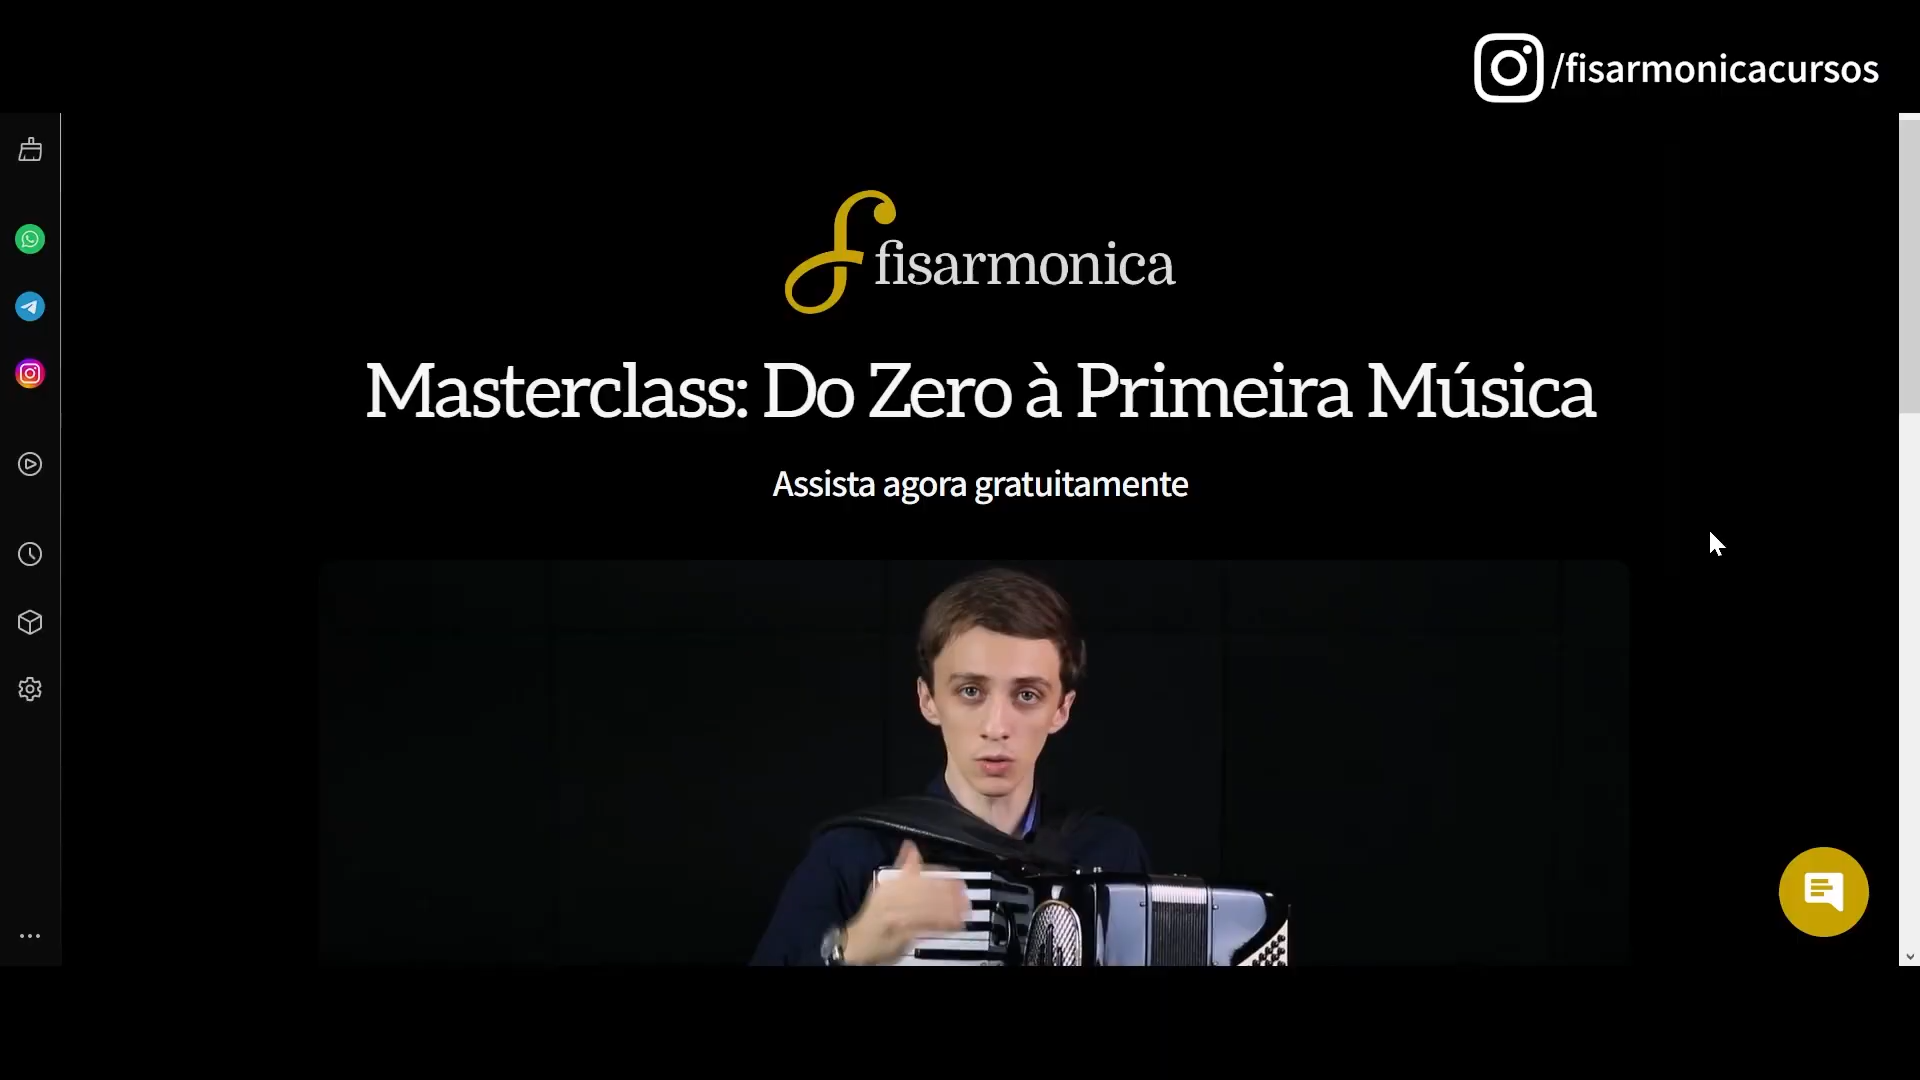 /fisarmonicacursos
fisarmonica
Masterclass: Do Zero à Primeira Música
Assista agora gratuitamente